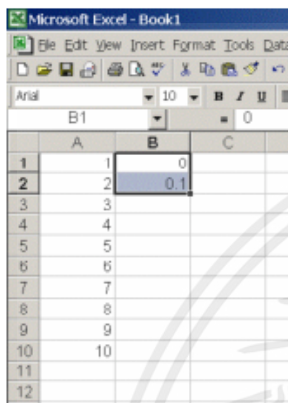 Microsoft Excel - Book1
File Edit View Insert Format Tools Data
Arial 10 B I U
B1 = 0
A B C
1 1 0
2 2 0.1
3 3
4 4
5 5
6 6
7 7
8 8
9 9
10 10
11
12